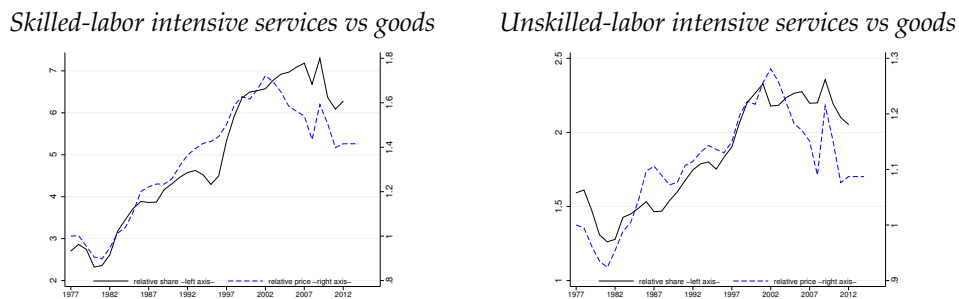 Skilled-labor intensive services vs goods
Unskilled-labor intensive services vs goods
7
6
5
4
3
2
1.8
1.6
1.4
1.2
1
.8
relative share –left axis–
relative price –right axis–
1977 1982 1987 1992 1997 2002 2007 2012
2.5
2
1.5
1
1.3
1.2
1.1
1
.9
relative share –left axis–
relative price –right axis–
1977 1982 1987 1992 1997 2002 2007 2012